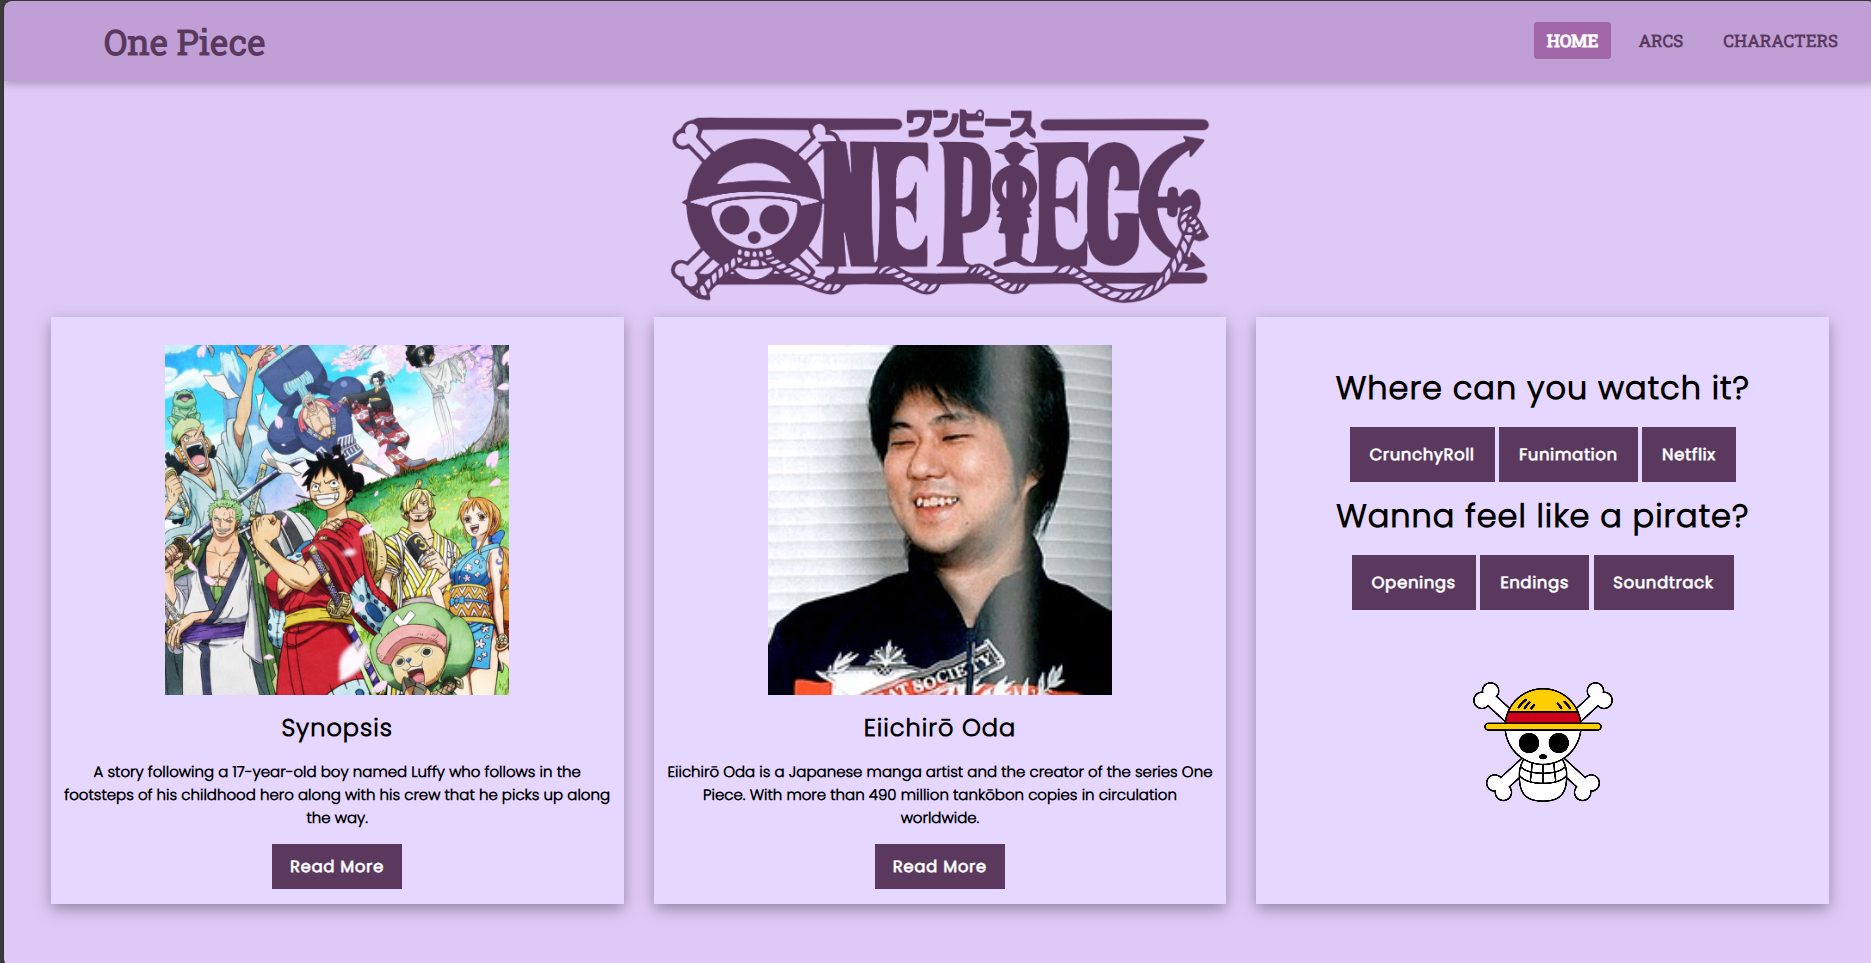 One Piece
HOME ARCS CHARACTERS
ワンピース
ONE PIECE
Synopsis
A story following a 17-year-old boy named Luffy who follows in the
footsteps of his childhood hero along with his crew that he picks up along
the way.
Read More
SOCIETY
Eiichirō Oda
Eiichirō Oda is a Japanese manga artist and the creator of the series One
Piece. With more than 490 million tankōbon copies in circulation
worldwide.
Read More
Where can you watch it?
CrunchyRoll Funimation Netflix
Wanna feel like a pirate?
Openings Endings Soundtrack